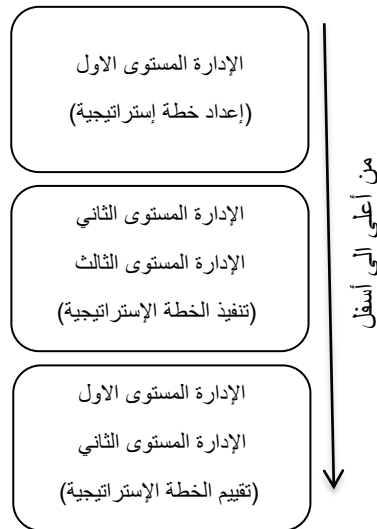 الإدارة المستوى الاول
(إعداد خطة إستراتيجية)
الإدارة المستوى الثاني
الإدارة المستوى الثالث
(تنفيذ الخطة الإستراتيجية)
الإدارة المستوى الاول
الإدارة المستوى الثاني
(تقييم الخطة الإستراتيجية)
من أعلى الى أسفل